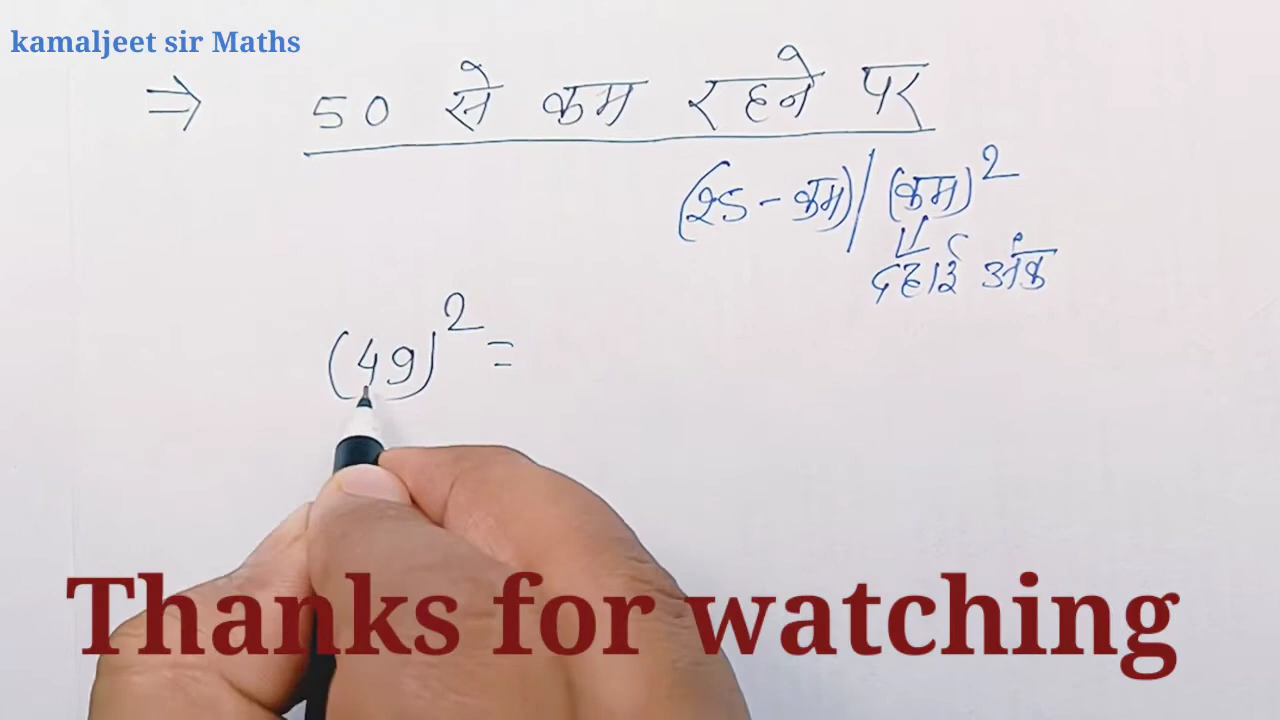 kamaljeet sir Maths
⇒ 50 से कम रहने पर
(25 - कम)/(कम)²
दहाई अंक
(49)² =
Thanks for watching